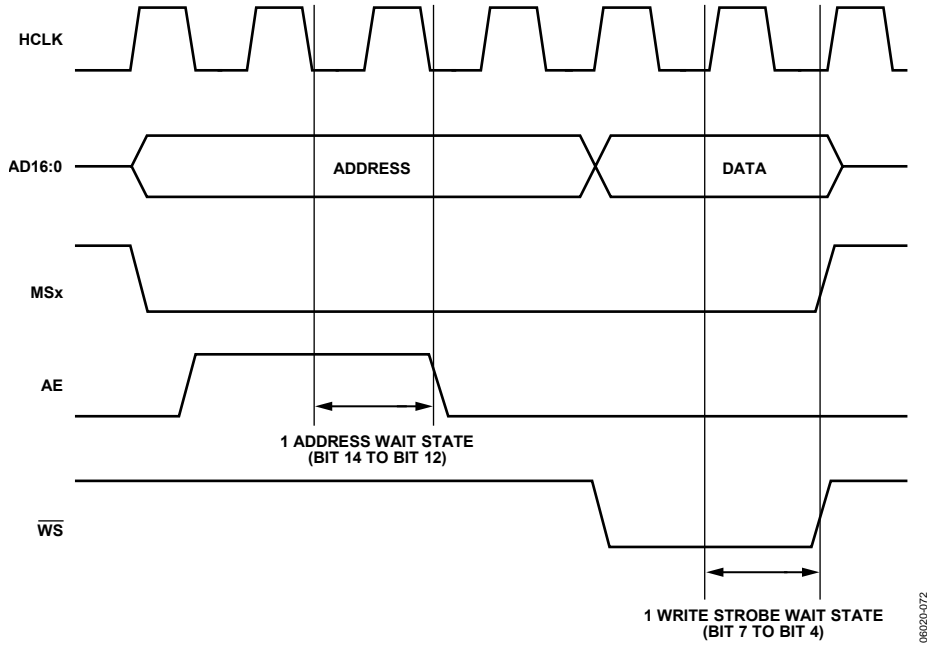 HCLK
AD16:0
ADDRESS
DATA
MSx
AE
1 ADDRESS WAIT STATE
(BIT 14 TO BIT 12)
WS
1 WRITE STROBE WAIT STATE
(BIT 7 TO BIT 4)
06020-072